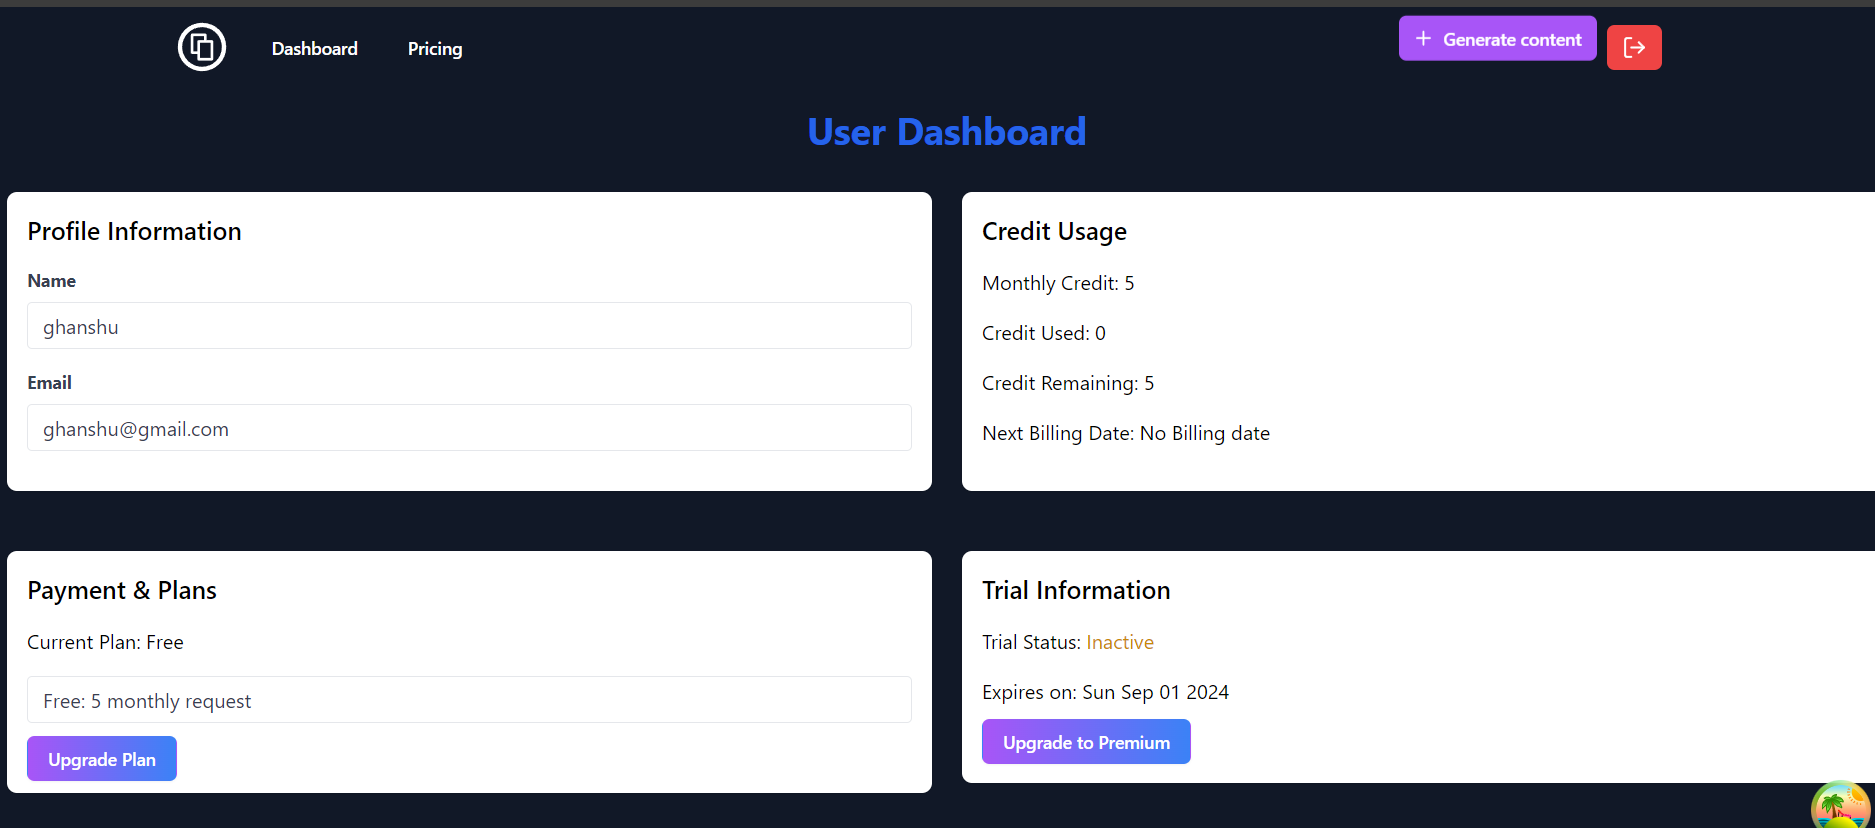 Dashboard
Pricing
Generate content
User Dashboard
Profile Information
Name
ghanshu
Email
ghanshu@gmail.com
Credit Usage
Monthly Credit: 5
Credit Used: 0
Credit Remaining: 5
Next Billing Date: No Billing date
Payment & Plans
Current Plan: Free
Free: 5 monthly request
Upgrade Plan
Trial Information
Trial Status: Inactive
Expires on: Sun Sep 01 2024
Upgrade to Premium